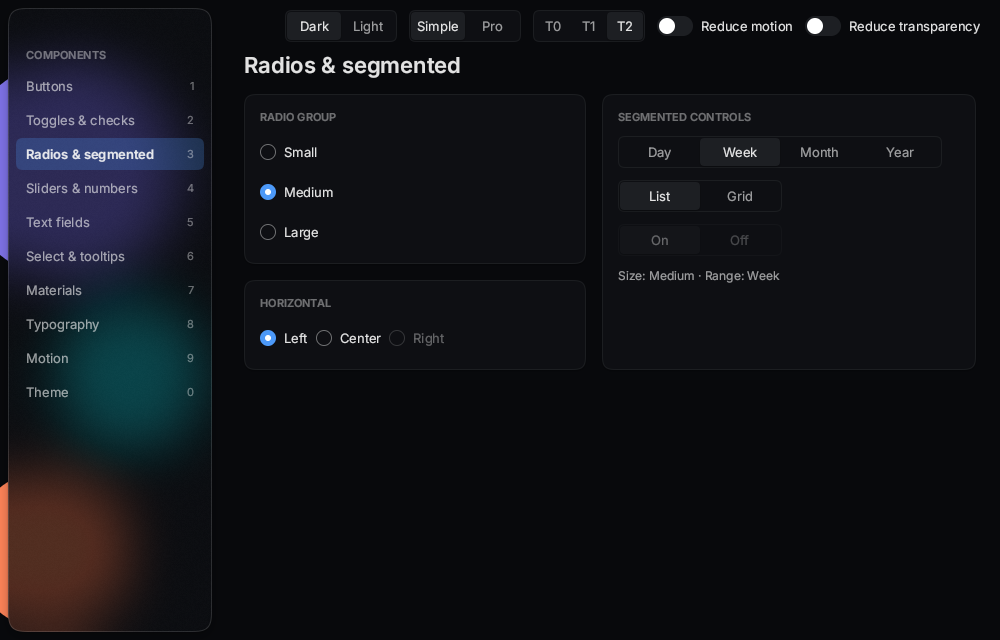 Dark Light Simple Pro T0 T1 T2 Reduce motion Reduce transparency
COMPONENTS
Buttons 1
Toggles & checks 2
Radios & segmented 3
Sliders & numbers 4
Text fields 5
Select & tooltips 6
Materials 7
Typography 8
Motion 9
Theme 0
Radios & segmented
RADIO GROUP
Small
Medium
Large
HORIZONTAL
Left Center Right
SEGMENTED CONTROLS
Day Week Month Year
List Grid
On Off
Size: Medium · Range: Week